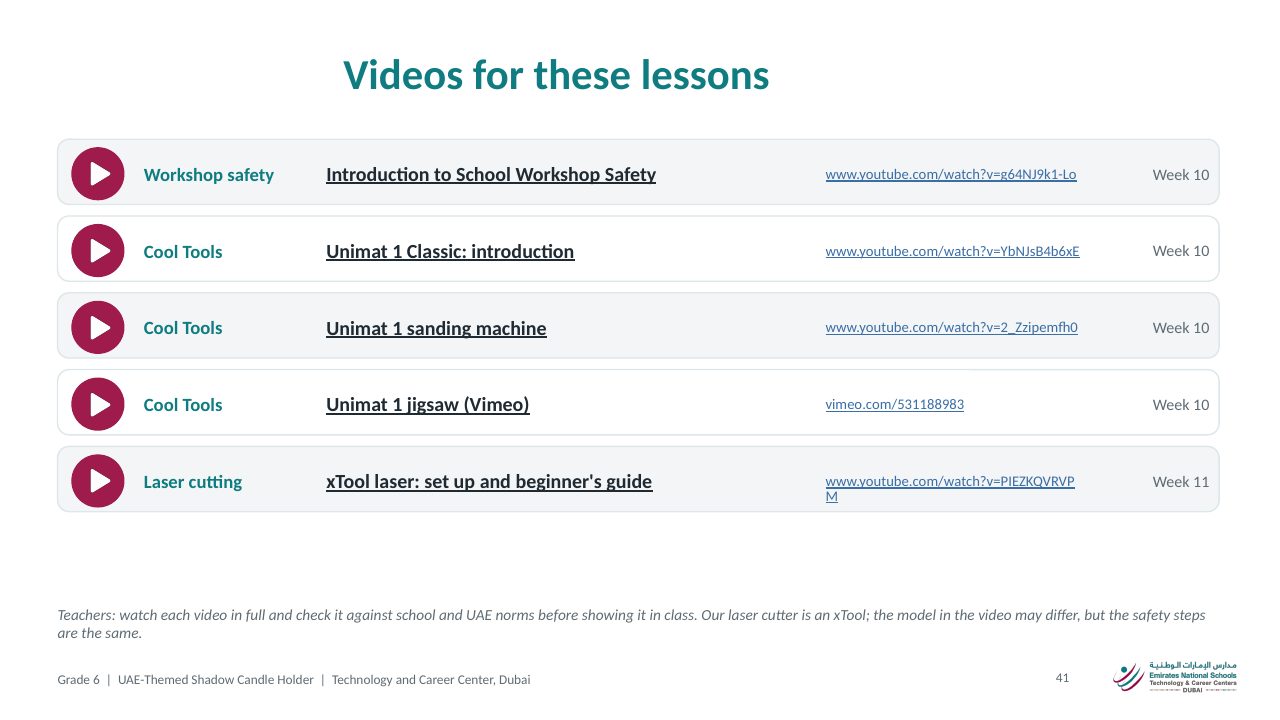 Videos for these lessons
Workshop safety
Introduction to School Workshop Safety
www.youtube.com/watch?v=g64NJ9k1-Lo
Week 10
Cool Tools
Unimat 1 Classic: introduction
www.youtube.com/watch?v=YbNJsB4b6xE
Week 10
Cool Tools
Unimat 1 sanding machine
www.youtube.com/watch?v=2_Zzipemfh0
Week 10
Cool Tools
Unimat 1 jigsaw (Vimeo)
vimeo.com/531188983
Week 10
Laser cutting
xTool laser: set up and beginner's guide
www.youtube.com/watch?v=PIEZKQVRVP
M
Week 11
Teachers: watch each video in full and check it against school and UAE norms before showing it in class. Our laser cutter is an xTool; the model in the video may differ, but the safety steps
are the same.
Grade 6 | UAE-Themed Shadow Candle Holder | Technology and Career Center, Dubai
41
مدارس الإمارات الوطنية
Emirates National Schools
Technology & Career Centers
DUBAI